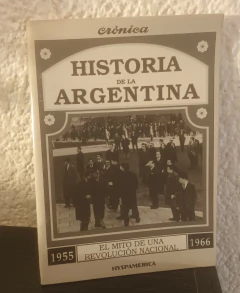 crónica
HISTORIA
DE LA
ARGENTINA
1955
EL MITO DE UNA
REVOLUCIÓN NACIONAL
1966
HYSPAMERICA